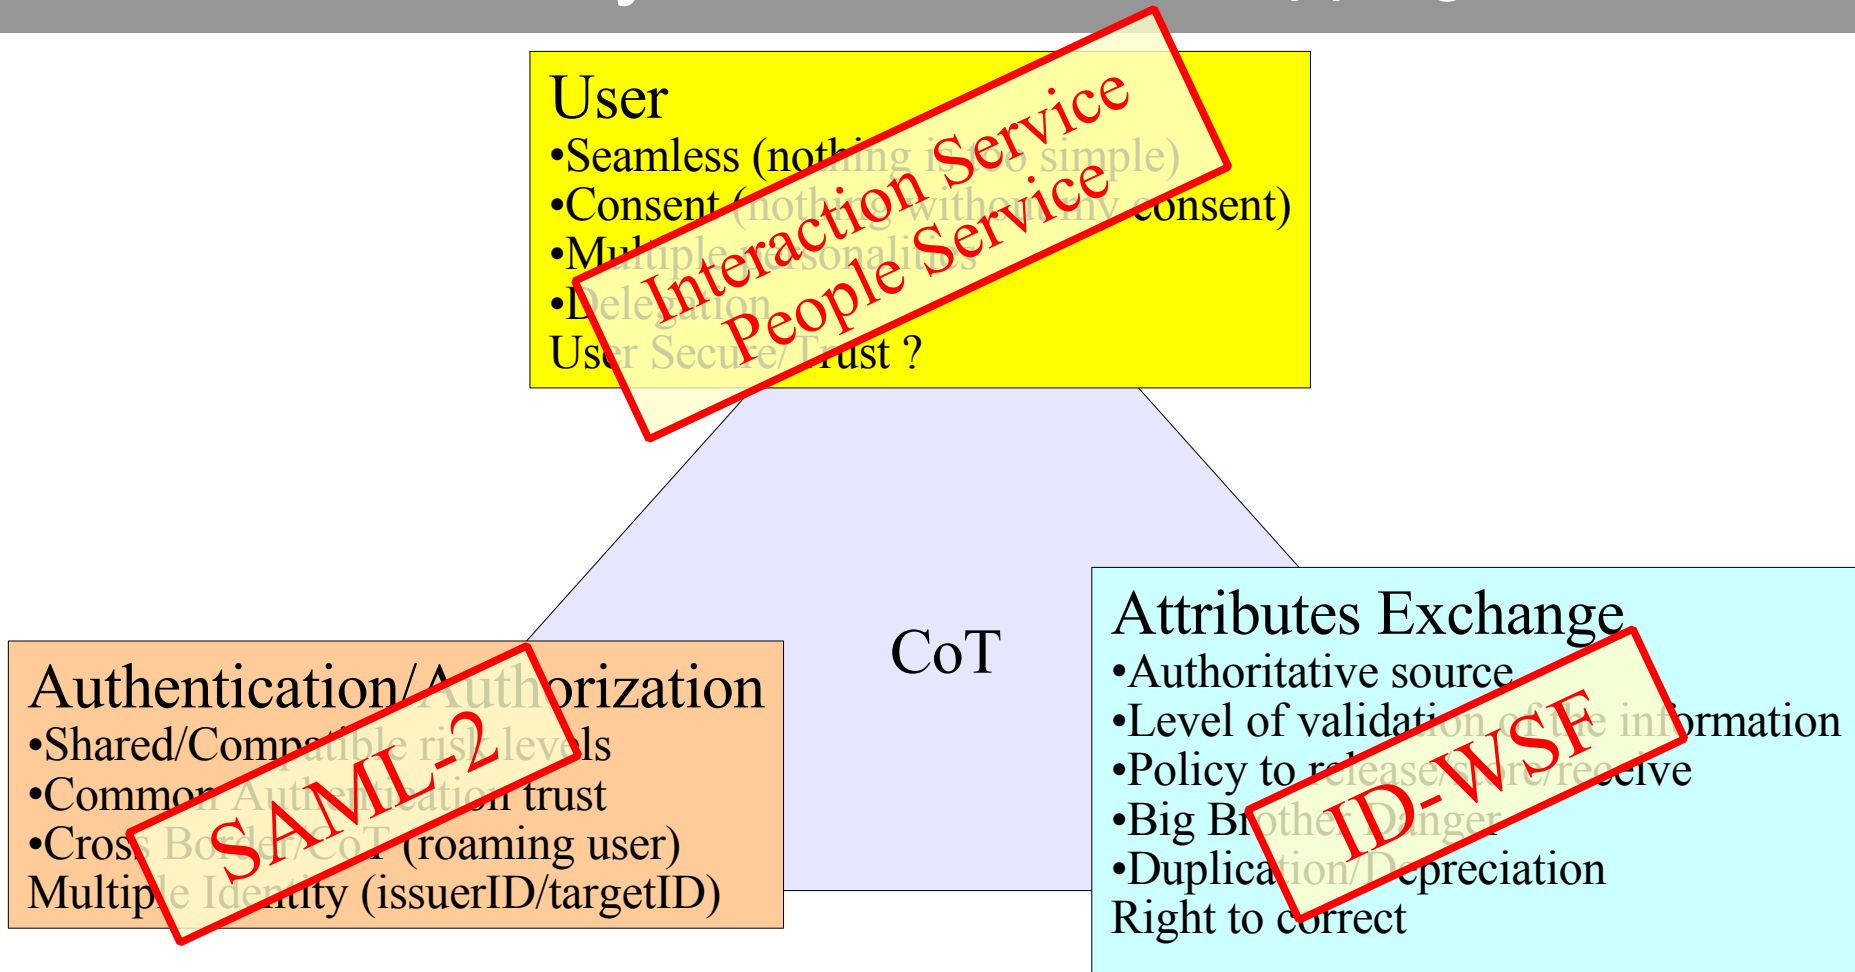 User
•Seamless (nothing is too simple)
•Consent (nothing without my consent)
•Multiple personalities
•Delegation
User Secure/Trust ?
Interaction Service
People Service
CoT
Authentication/Authorization
•Shared/Compatible risk levels
•Common Authentication trust
•Cross Border/CoT (roaming user)
Multiple Identity (issuerID/targetID)
SAML-2
Attributes Exchange
•Authoritative source
•Level of validation of the information
•Policy to release/store/receive
•Big Brother Danger
•Duplication/Depreciation
Right to correct
ID-WSF